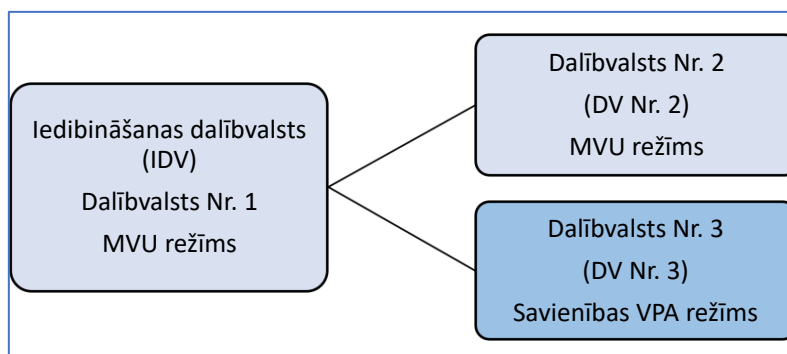 Iedibināšanas dalībvalsts
(IDV)
Dalībvalsts Nr. 1
MVU režīms
Dalībvalsts Nr. 2
(DV Nr. 2)
MVU režīms
Dalībvalsts Nr. 3
(DV Nr. 3)
Savienības VPA režīms